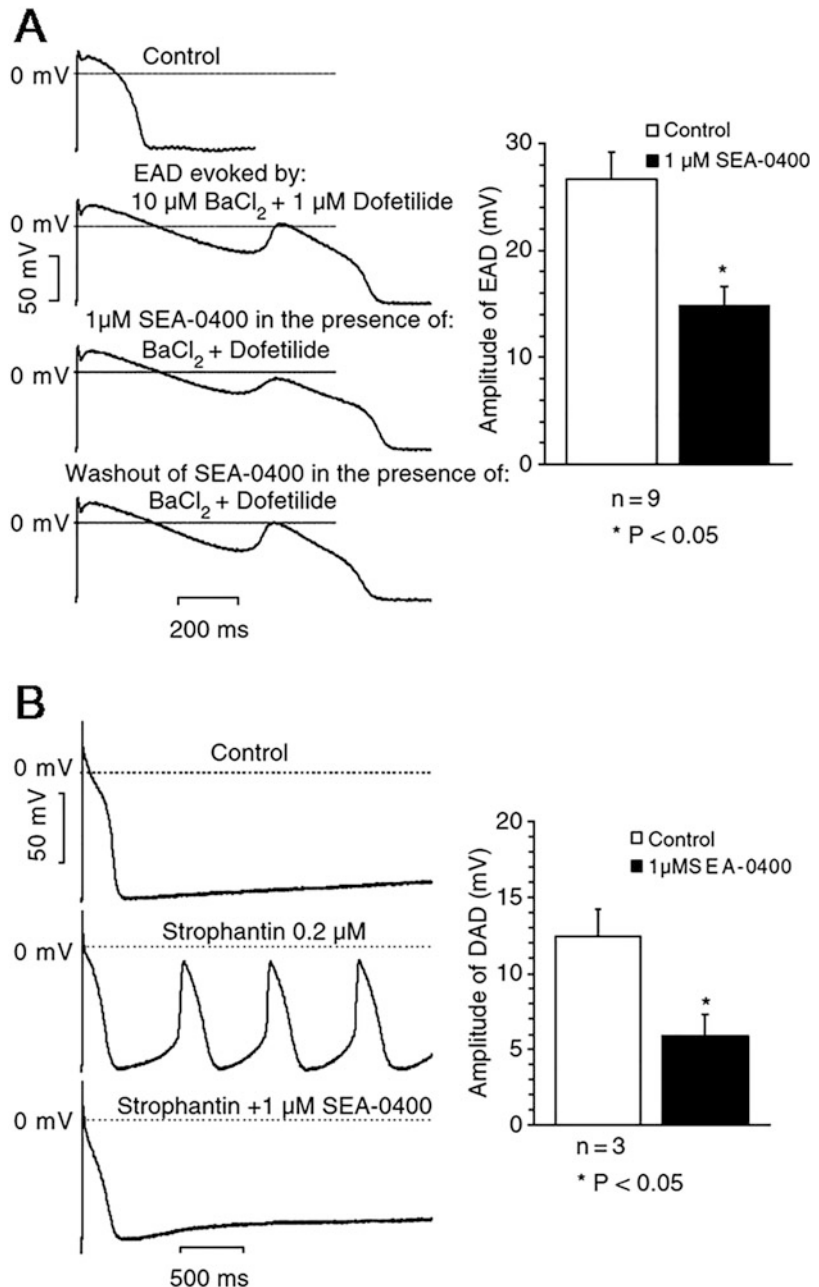 A
Control
0 mV
EAD evoked by:
10 µM BaCl₂ + 1 µM Dofetilide
0 mV
50 mV
1µM SEA-0400 in the presence of:
BaCl₂ + Dofetilide
0 mV
Washout of SEA-0400 in the presence of:
BaCl₂ + Dofetilide
0 mV
200 ms
Amplitude of EAD (mV)
30
20
10
0
Control
1 µM SEA-0400
*
n = 9
* P < 0.05
B
Control
0 mV
50 mV
Strophantin 0.2 µM
0 mV
Strophantin +1 µM SEA-0400
0 mV
500 ms
Amplitude of DAD (mV)
20
15
10
5
0
Control
1µMS E A-0400
*
n = 3
* P < 0.05